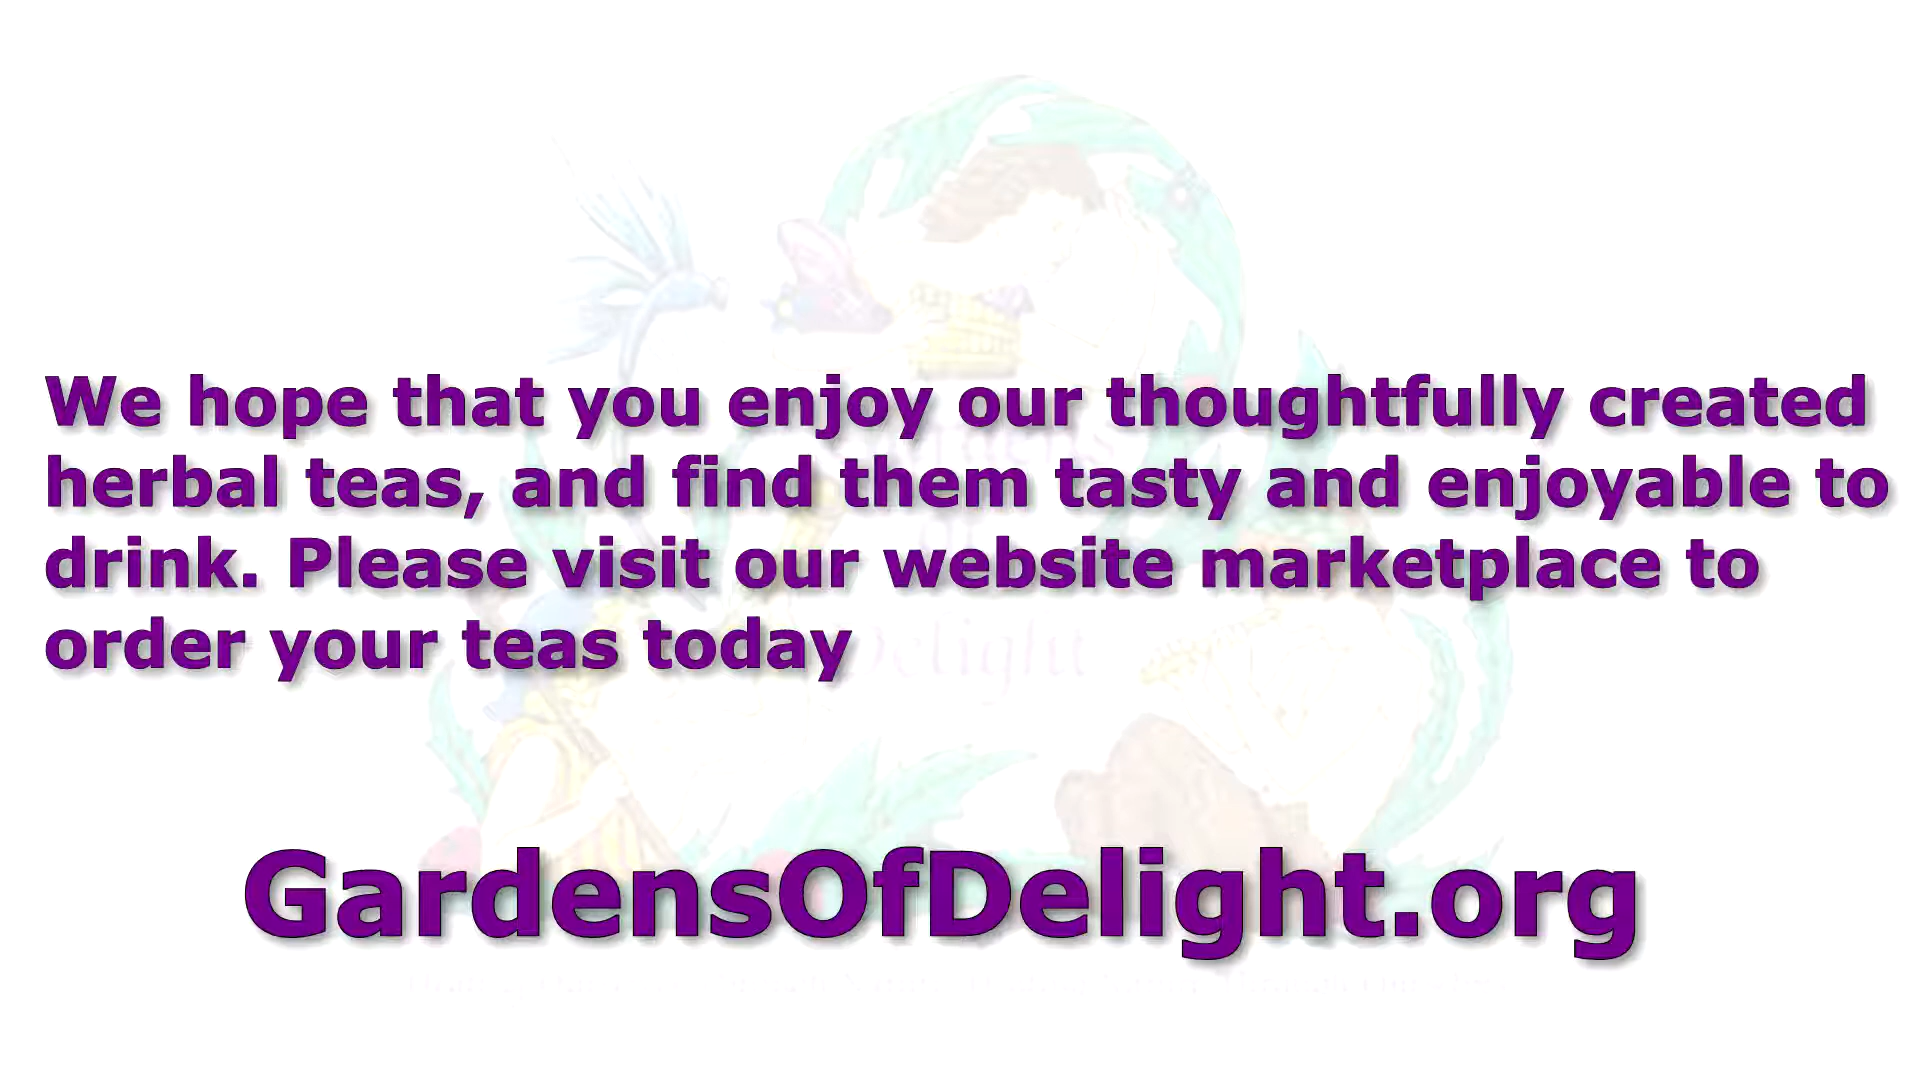 We hope that you enjoy our thoughtfully created
herbal teas, and find them tasty and enjoyable to
drink. Please visit our website marketplace to
order your teas today
Delight
GardensOfDelight.org